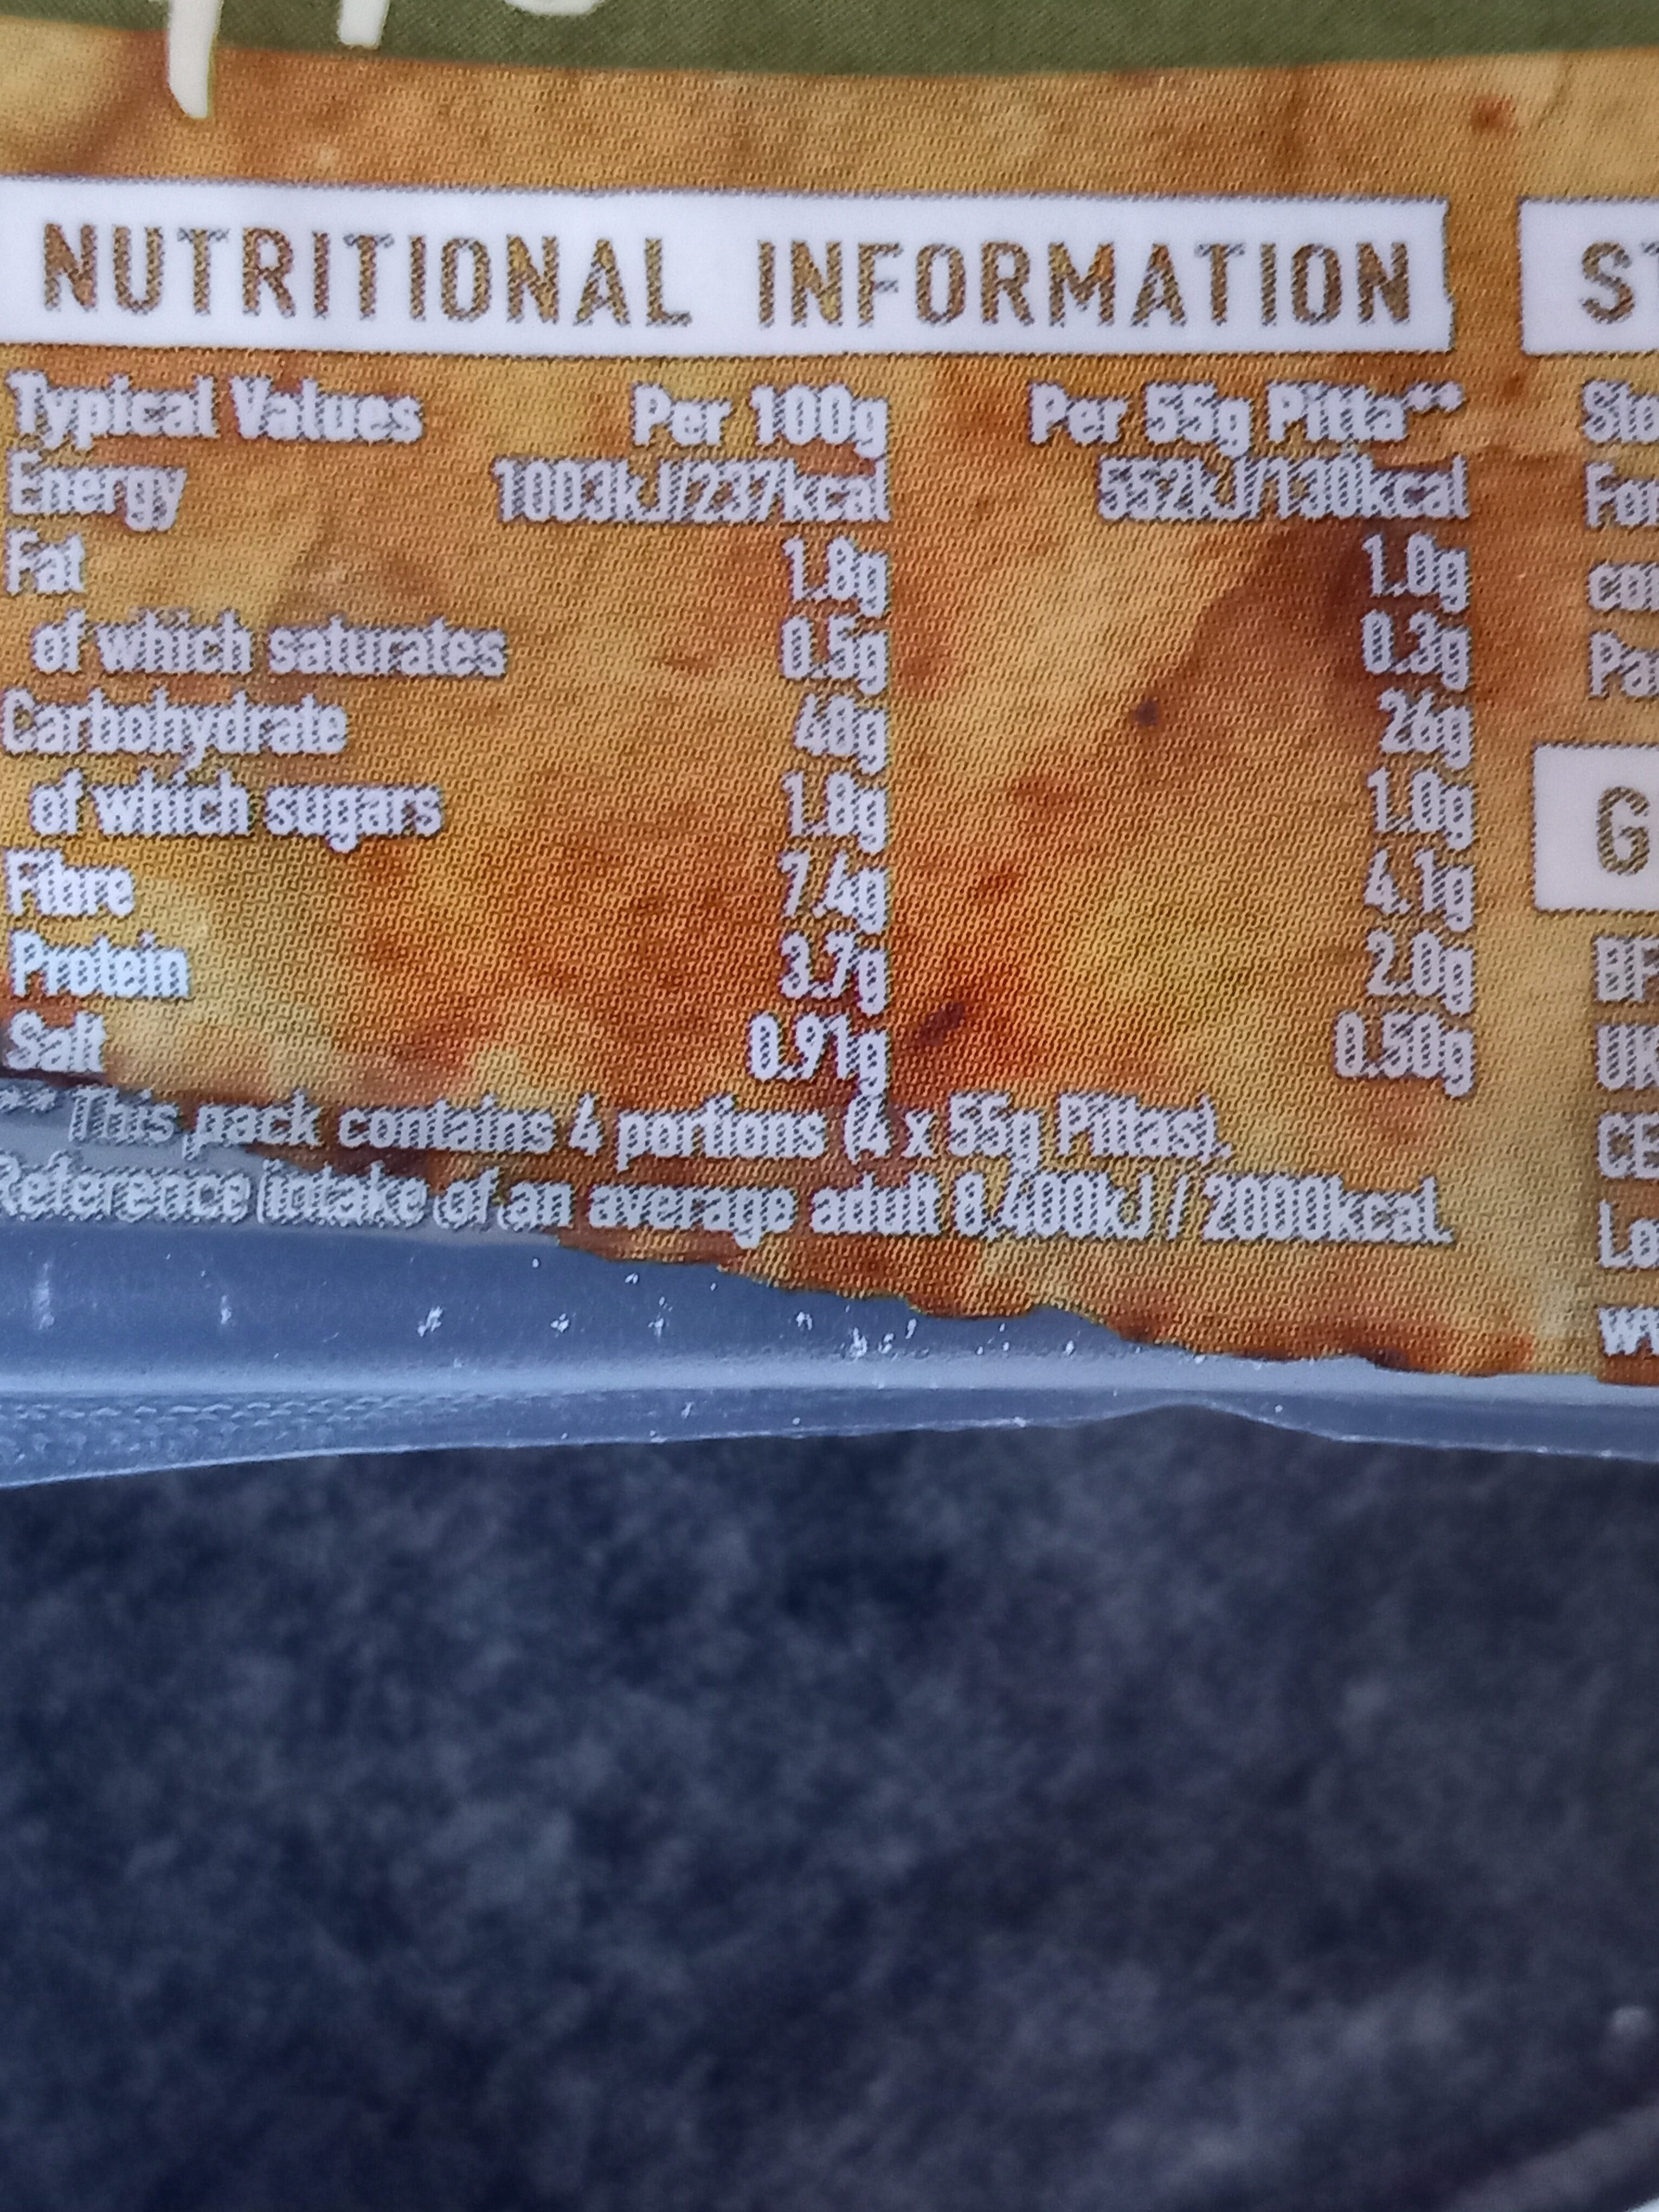 NUTRITIONAL INFORMATION
Typical Values Per 100g Per 55g Pitta**
Energy 1003kJ/237kcal 552kJ/130kcal
Fat 1.8g 1.0g
of which saturates 0.5g 0.3g
Carbohydrate 48g 26g
of which sugars 1.8g 1.0g
Fibre 7.4g 4.1g
Protein 3.7g 2.0g
Salt 0.91g 0.50g
** This pack contains 4 portions (4 x 55g Pittas).
Reference intake of an average adult 8,400kJ / 2000kcal.